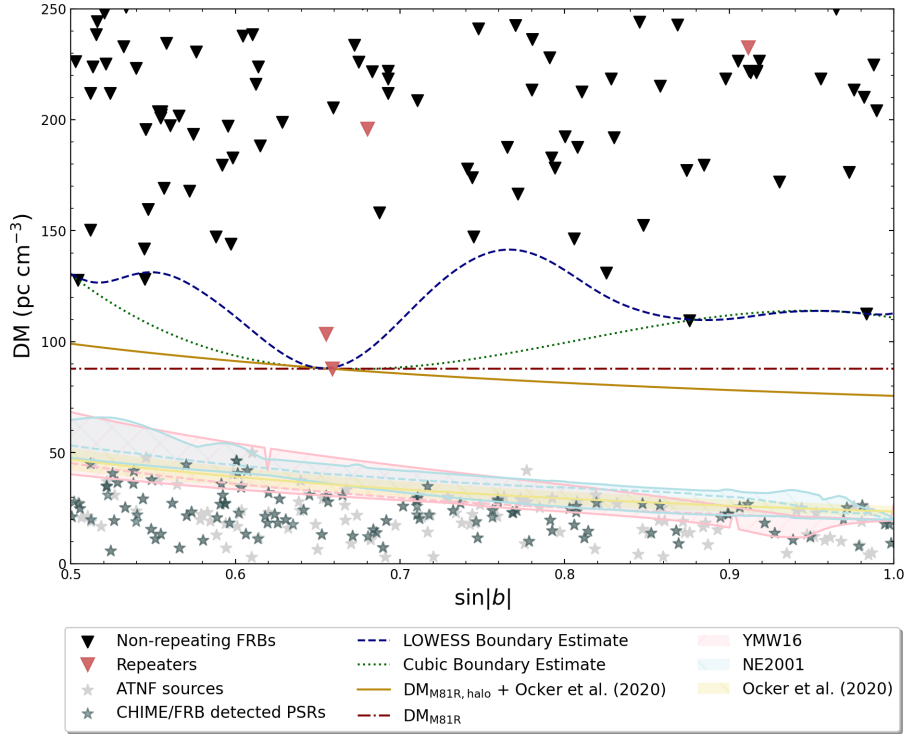 250
200
150
100
50
0
DM (pc cm⁻³)
0.5 0.6 0.7 0.8 0.9 1.0
sin|b|
Non-repeating FRBs
Repeaters
ATNF sources
CHIME/FRB detected PSRs
LOWESS Boundary Estimate
Cubic Boundary Estimate
DM_M81R, halo + Ocker et al. (2020)
DM_M81R
YMW16
NE2001
Ocker et al. (2020)